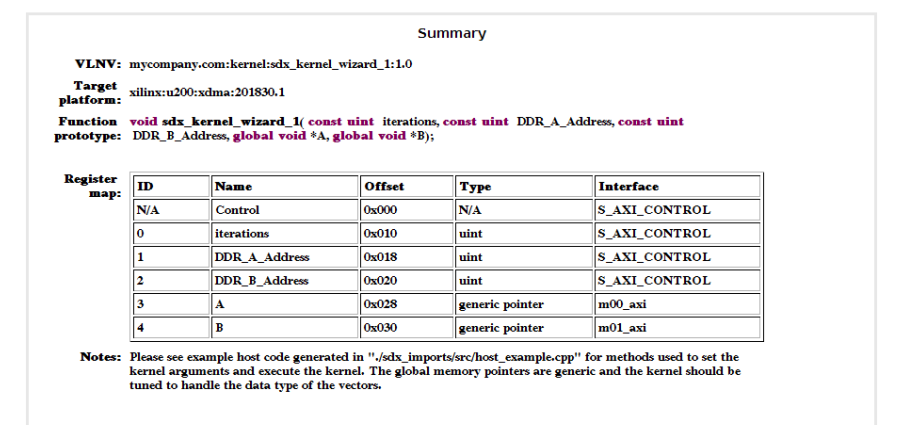 Summary
VLNV: mycompany.com:kernel:sdx_kernel_wizard_1:1.0
Target platform: xilinx:u200:xdma:201830.1
Function prototype: void sdx_kernel_wizard_1( const uint iterations, const uint DDR_A_Address, const uint
DDR_B_Address, global void *A, global void *B);
Register map:
ID Name Offset Type Interface
N/A Control 0x000 N/A S_AXI_CONTROL
0 iterations 0x010 uint S_AXI_CONTROL
1 DDR_A_Address 0x018 uint S_AXI_CONTROL
2 DDR_B_Address 0x020 uint S_AXI_CONTROL
3 A 0x028 generic pointer m00_axi
4 B 0x030 generic pointer m01_axi
Notes: Please see example host code generated in "./sdx_imports/src/host_example.cpp" for methods used to set the
kernel arguments and execute the kernel. The global memory pointers are generic and the kernel should be
tuned to handle the data type of the vectors.